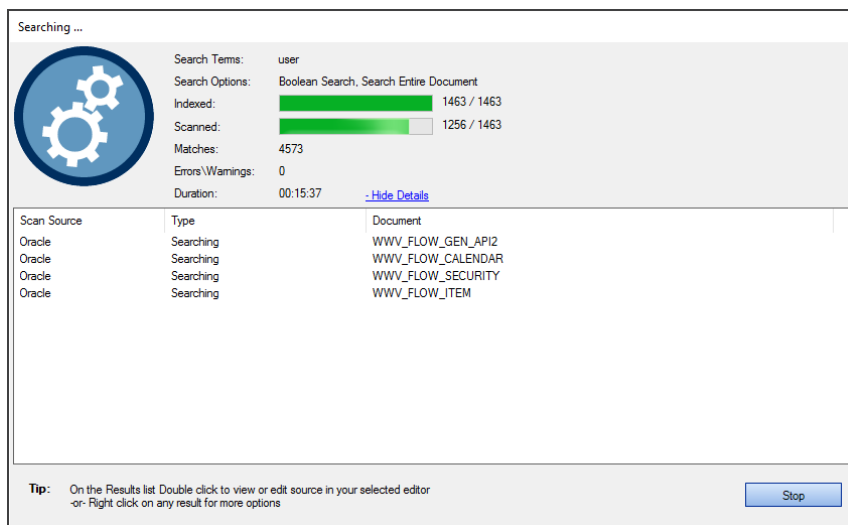 Searching ...
Search Terms: user
Search Options: Boolean Search, Search Entire Document
Indexed: 1463 / 1463
Scanned: 1256 / 1463
Matches: 4573
Errors\Warnings: 0
Duration: 00:15:37 - Hide Details
Scan Source Type Document
Oracle Searching WWV_FLOW_GEN_API2
Oracle Searching WWV_FLOW_CALENDAR
Oracle Searching WWV_FLOW_SECURITY
Oracle Searching WWV_FLOW_ITEM
Tip: On the Results list Double click to view or edit source in your selected editor
-or- Right click on any result for more options
Stop